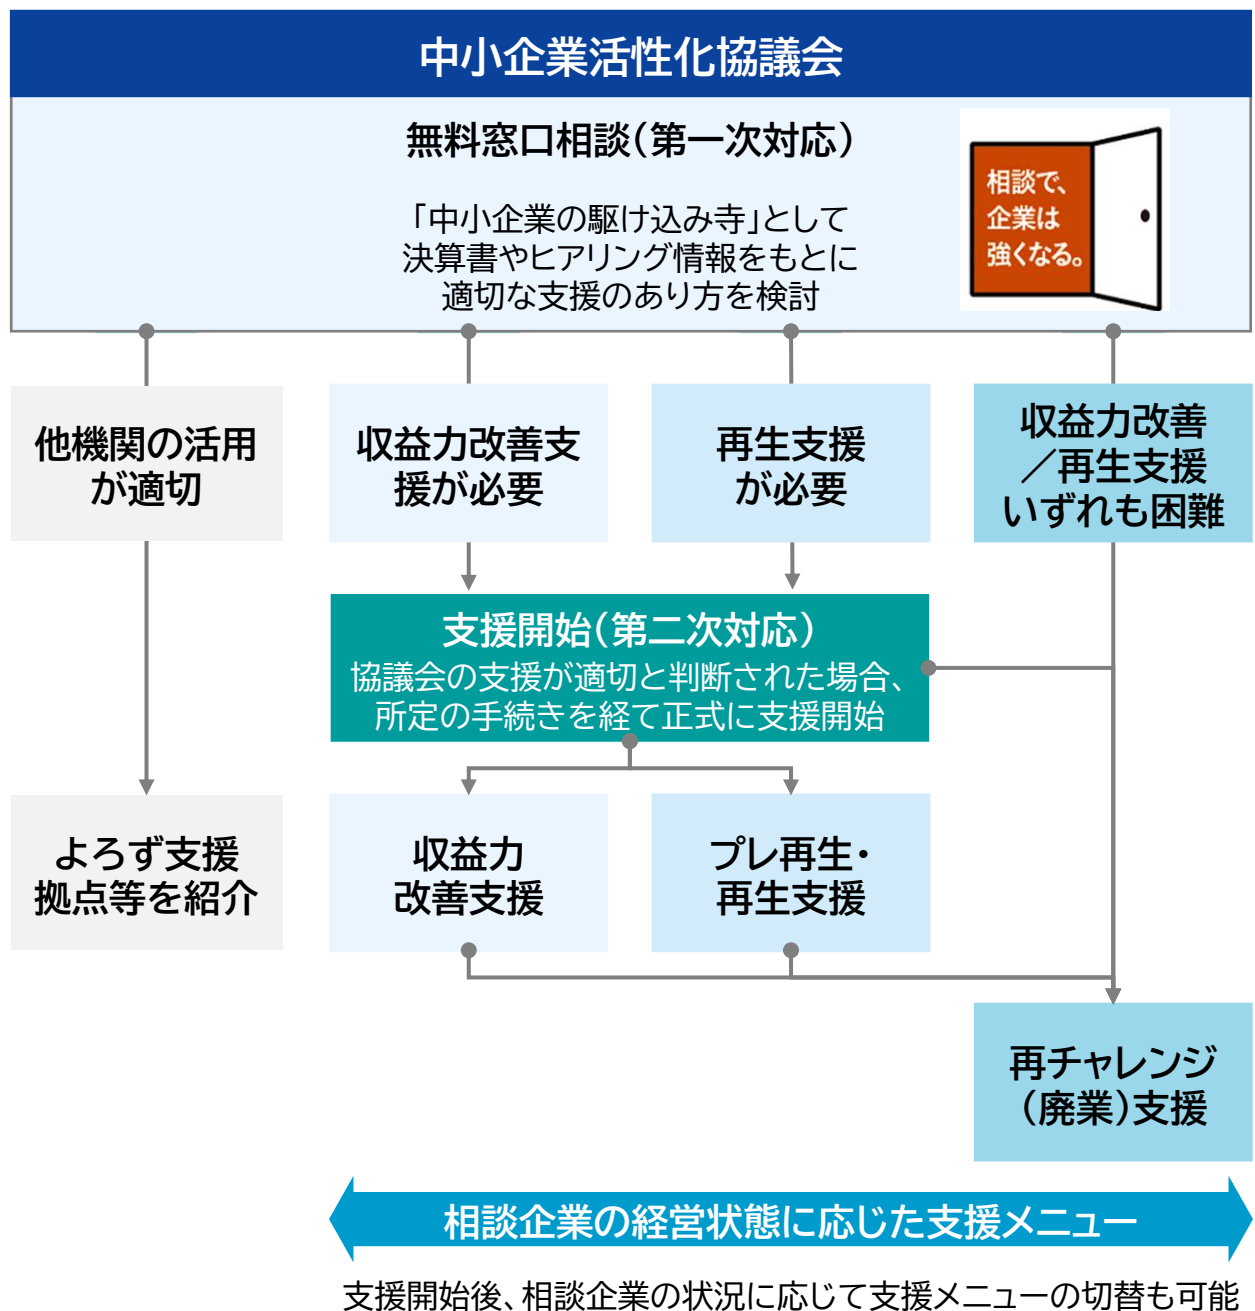 中小企業活性化協議会
無料窓口相談（第一次対応）
「中小企業の駆け込み寺」として
決算書やヒアリング情報をもとに
適切な支援のあり方を検討
相談で、
企業は
強くなる。
他機関の活用
が適切
収益力改善支
援が必要
再生支援
が必要
収益力改善
／再生支援
いずれも困難
支援開始（第二次対応）
協議会の支援が適切と判断された場合、
所定の手続きを経て正式に支援開始
よろず支援
拠点等を紹介
収益力
改善支援
プレ再生・
再生支援
再チャレンジ
（廃業）支援
相談企業の経営状態に応じた支援メニュー
支援開始後、相談企業の状況に応じて支援メニューの切替も可能